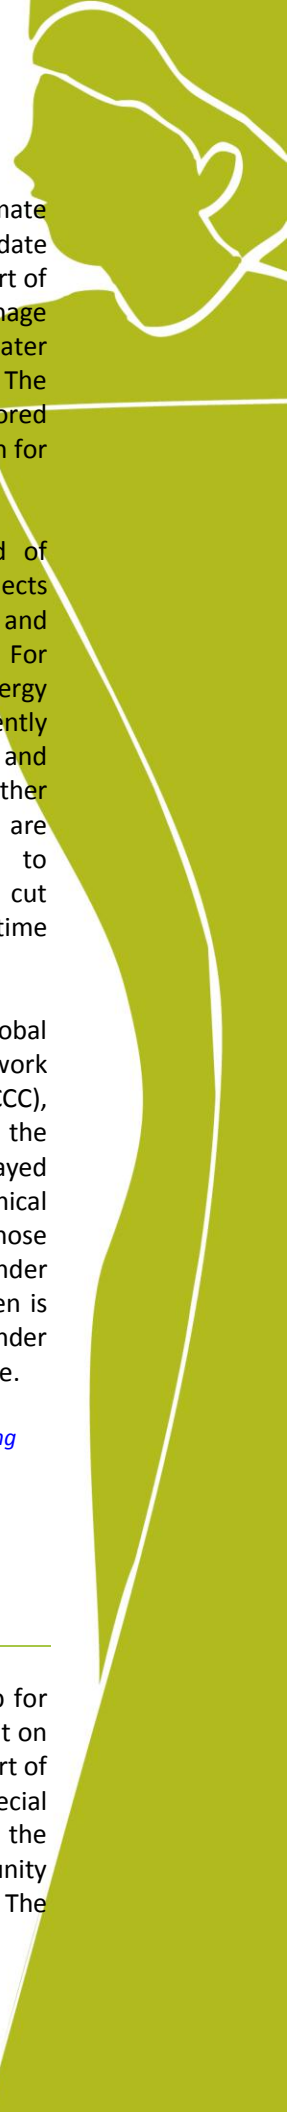 mate
date
rt of
nage
ater
The
ored
n for
d of
ects
and
For
ergy
ently
and
ther
are
to
cut
time
obal
work
CCC),
the
ayed
nical
hose
nder
en is
nder
e.
ng
p for
t on
rt of
ecial
the
unity
The